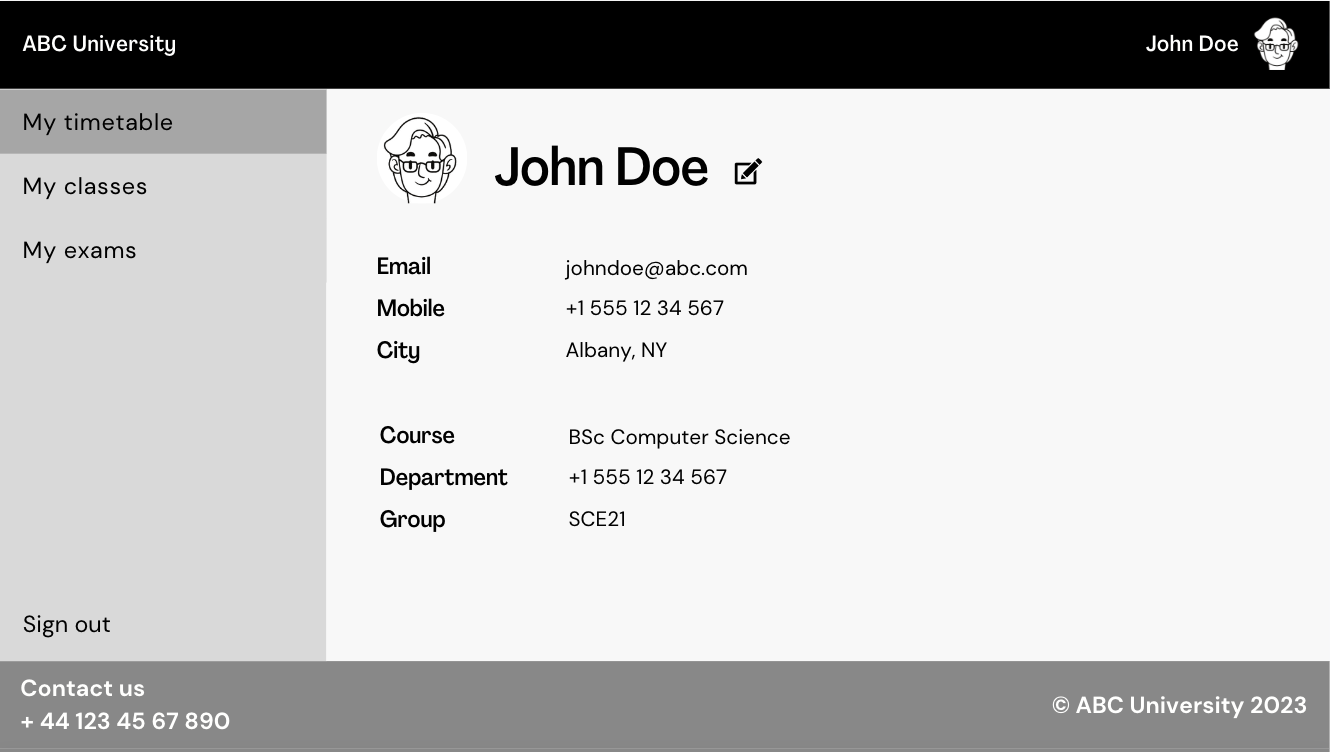 ABC University
John Doe
My timetable
My classes
My exams
Sign out
John Doe
Email johndoe@abc.com
Mobile +1 555 12 34 567
City Albany, NY
Course BSc Computer Science
Department +1 555 12 34 567
Group SCE21
Contact us
+ 44 123 45 67 890
© ABC University 2023